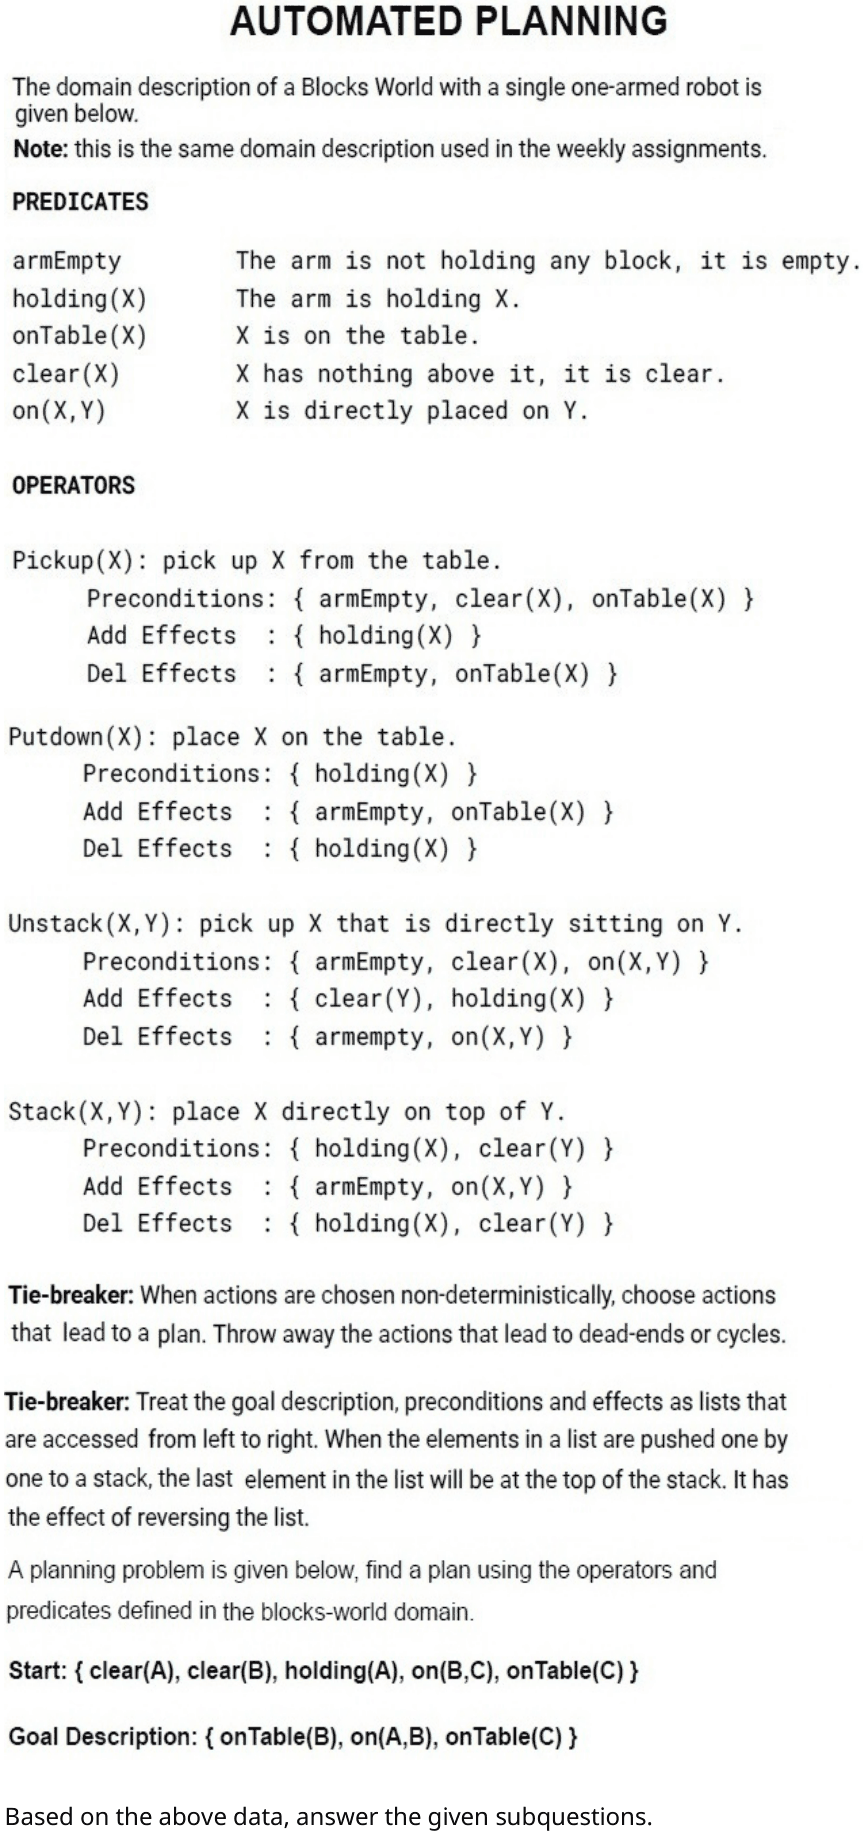 AUTOMATED PLANNING
The domain description of a Blocks World with a single one-armed robot is
given below.
Note: this is the same domain description used in the weekly assignments.
PREDICATES
armEmpty The arm is not holding any block, it is empty.
holding(X) The arm is holding X.
onTable(X) X is on the table.
clear(X) X has nothing above it, it is clear.
on(X,Y) X is directly placed on Y.
OPERATORS
Pickup(X): pick up X from the table.
Preconditions: { armEmpty, clear(X), onTable(X) }
Add Effects : { holding(X) }
Del Effects : { armEmpty, onTable(X) }
Putdown(X): place X on the table.
Preconditions: { holding(X) }
Add Effects : { armEmpty, onTable(X) }
Del Effects : { holding(X) }
Unstack(X,Y): pick up X that is directly sitting on Y.
Preconditions: { armEmpty, clear(X), on(X,Y) }
Add Effects : { clear(Y), holding(X) }
Del Effects : { armempty, on(X,Y) }
Stack(X,Y): place X directly on top of Y.
Preconditions: { holding(X), clear(Y) }
Add Effects : { armEmpty, on(X,Y) }
Del Effects : { holding(X), clear(Y) }
Tie-breaker: When actions are chosen non-deterministically, choose actions
that lead to a plan. Throw away the actions that lead to dead-ends or cycles.
Tie-breaker: Treat the goal description, preconditions and effects as lists that
are accessed from left to right. When the elements in a list are pushed one by
one to a stack, the last element in the list will be at the top of the stack. It has
the effect of reversing the list.
A planning problem is given below, find a plan using the operators and
predicates defined in the blocks-world domain.
Start: { clear(A), clear(B), holding(A), on(B,C), onTable(C) }
Goal Description: { onTable(B), on(A,B), onTable(C) }
Based on the above data, answer the given subquestions.